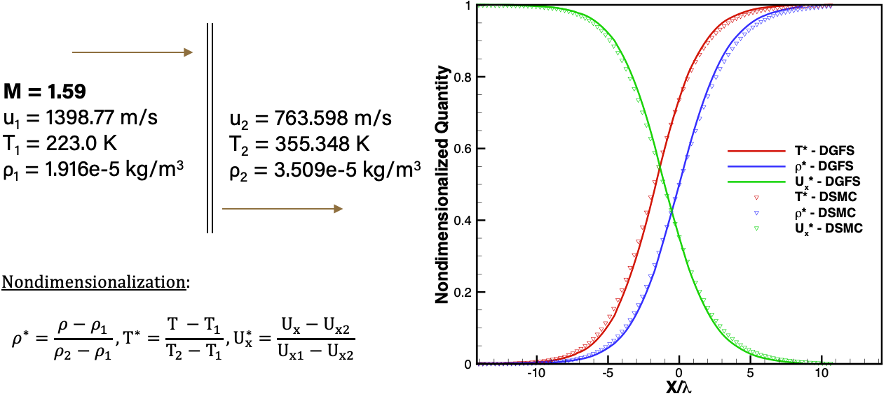 M = 1.59
u₁ = 1398.77 m/s
T₁ = 223.0 K
ρ₁ = 1.916e-5 kg/m³
u₂ = 763.598 m/s
T₂ = 355.348 K
ρ₂ = 3.509e-5 kg/m³
Nondimensionalization:
ρ* = (ρ − ρ₁)/(ρ₂ − ρ₁), T* = (T − T₁)/(T₂ − T₁), Uₓ* = (Uₓ − Uₓ₂)/(Uₓ₁ − Uₓ₂)
Nondimensionalized Quantity
1
0.8
0.6
0.4
0.2
0
T* - DGFS
ρ* - DGFS
Uₓ* - DGFS
T* - DSMC
ρ* - DSMC
Uₓ* - DSMC
-10 -5 0 5 10
X/λ